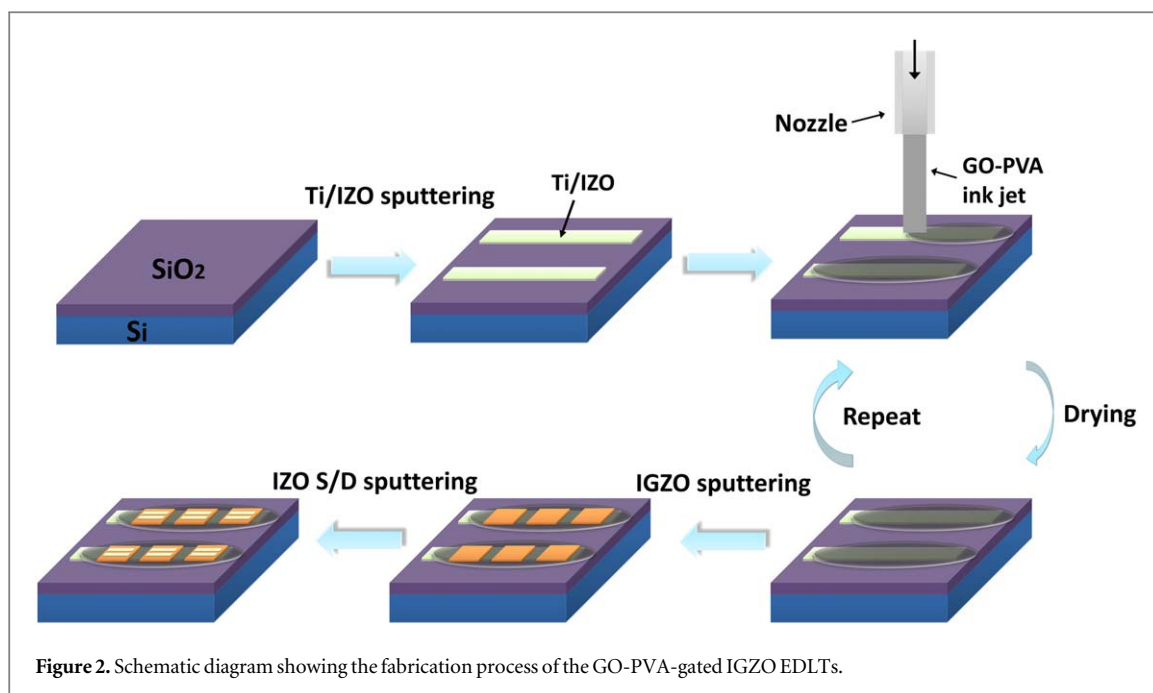 Nozzle
GO-PVA
ink jet
Ti/IZO sputtering
Ti/IZO
SiO₂
Si
Repeat
Drying
IZO S/D sputtering
IGZO sputtering
Figure 2. Schematic diagram showing the fabrication process of the GO-PVA-gated IGZO EDLTs.